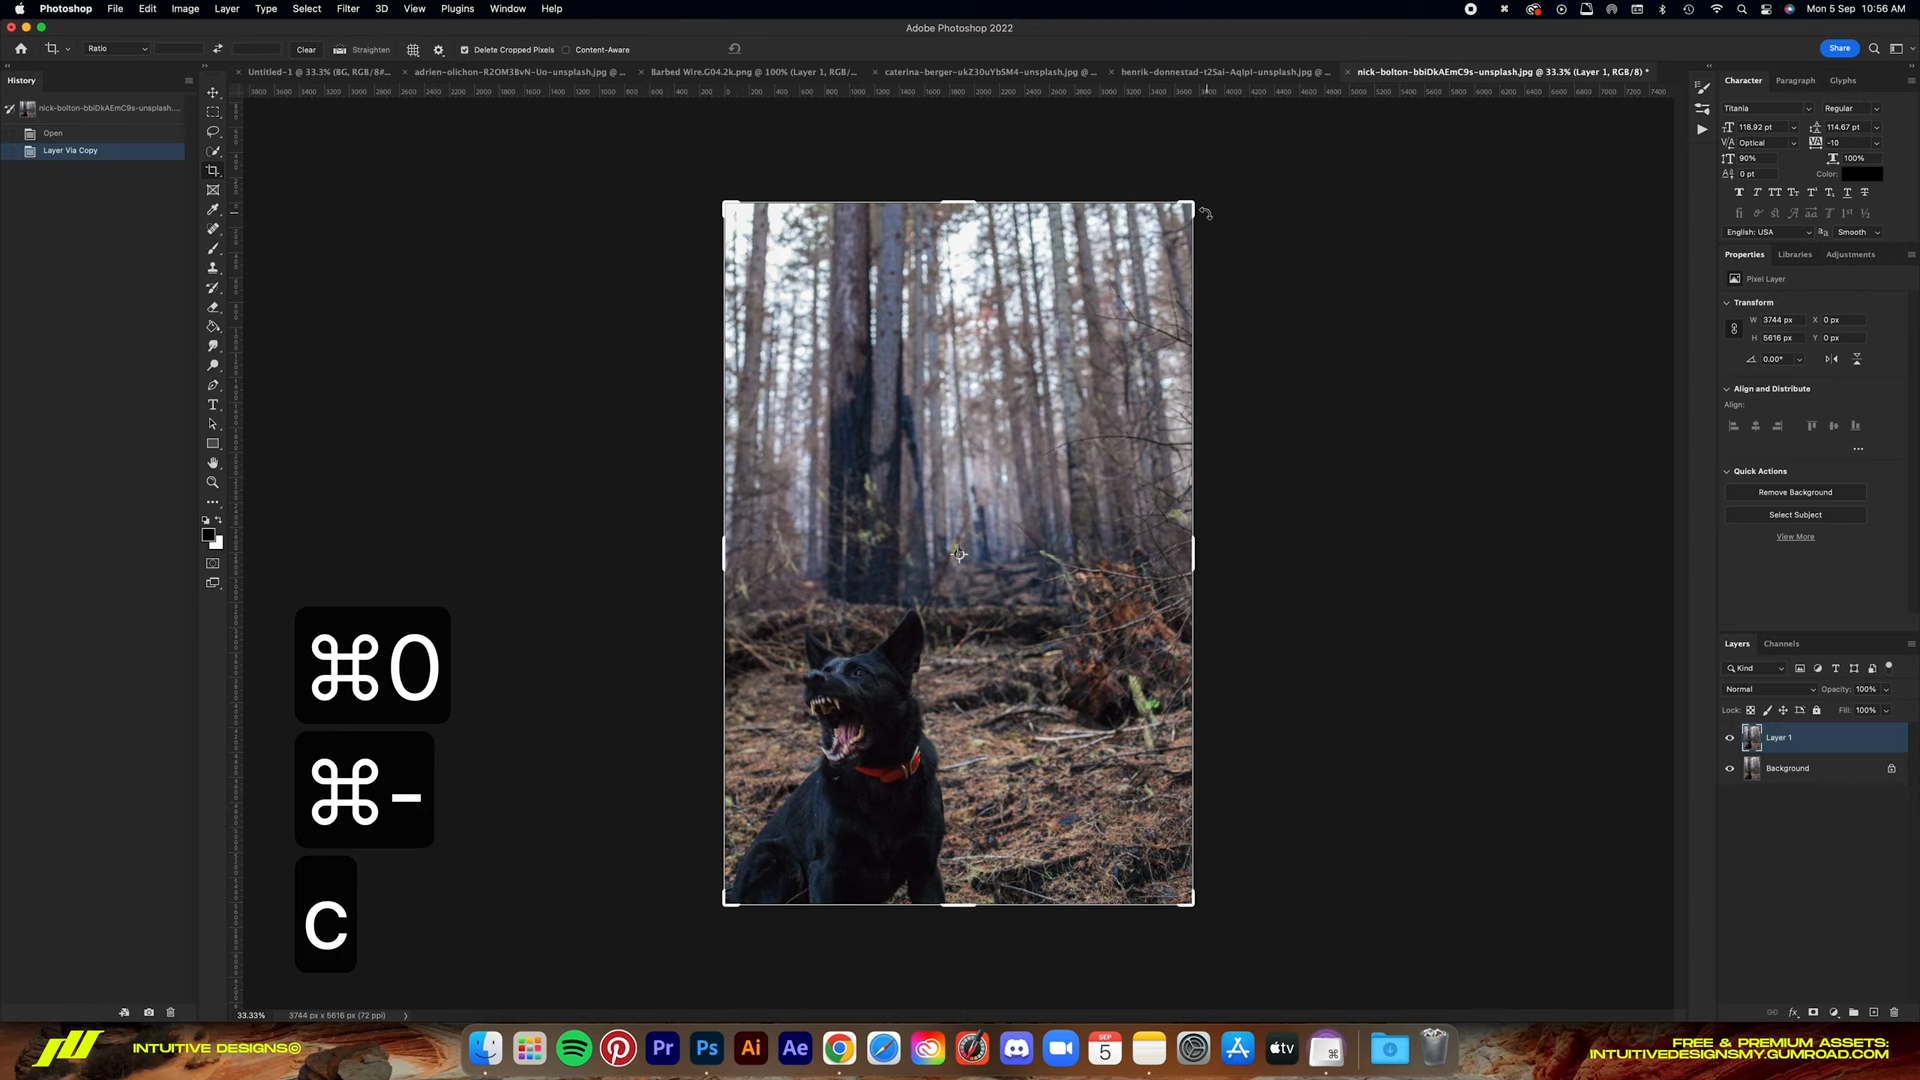 Photoshop File Edit Image Layer Type Select Filter 3D View Plugins Window Help Mon 5 Sep 10:56 AM
Adobe Photoshop 2022
Ratio Clear Straighten Delete Cropped Pixels Content-Aware Share
Untitled-1 @ 33.3% (BG, RGB/8#... adrien-olichon-R2OM3BvN-Uo-unsplash.jpg @ ... Barbed Wire.G04.2k.png @ 100% (Layer 1, RGB/... caterina-berger-ukZ30uYbSM4-unsplash.jpg @ ... henrik-donnestad-t2Sai-AqIpI-unsplash.jpg @ ... nick-bolton-bbiDkAEmC9s-unsplash.jpg @ 33.3% (Layer 1, RGB/8) *
History
nick-bolton-bbiDkAEmC9s-unsplash....
Open
Layer Via Copy
Character Paragraph Glyphs
Titania Regular
118.92 pt 114.67 pt
Optical -10
90% 100%
0 pt Color:
English: USA Smooth
Properties Libraries Adjustments
Pixel Layer
Transform
W 3744 px X 0 px
H 5616 px Y 0 px
0.00°
Align and Distribute
Align:
Quick Actions
Remove Background
Select Subject
View More
Layers Channels
Kind
Normal Opacity: 100%
Lock: Fill: 100%
Layer 1
Background
⌘0
⌘-
C
33.33% 3744 px x 5616 px (72 ppi)
INTUITIVE DESIGNS©
Pr Ps Ai Ae SEP 5 tv
FREE & PREMIUM ASSETS:
INTUITIVEDESIGNSMY.GUMROAD.COM